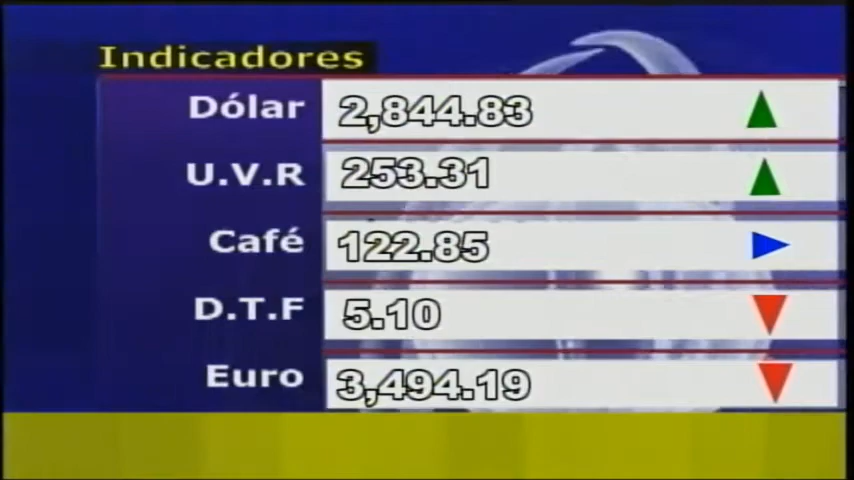 Indicadores
Dólar 2,844.83
U.V.R 253.31
Café 122.85
D.T.F 5.10
Euro 3,494.19